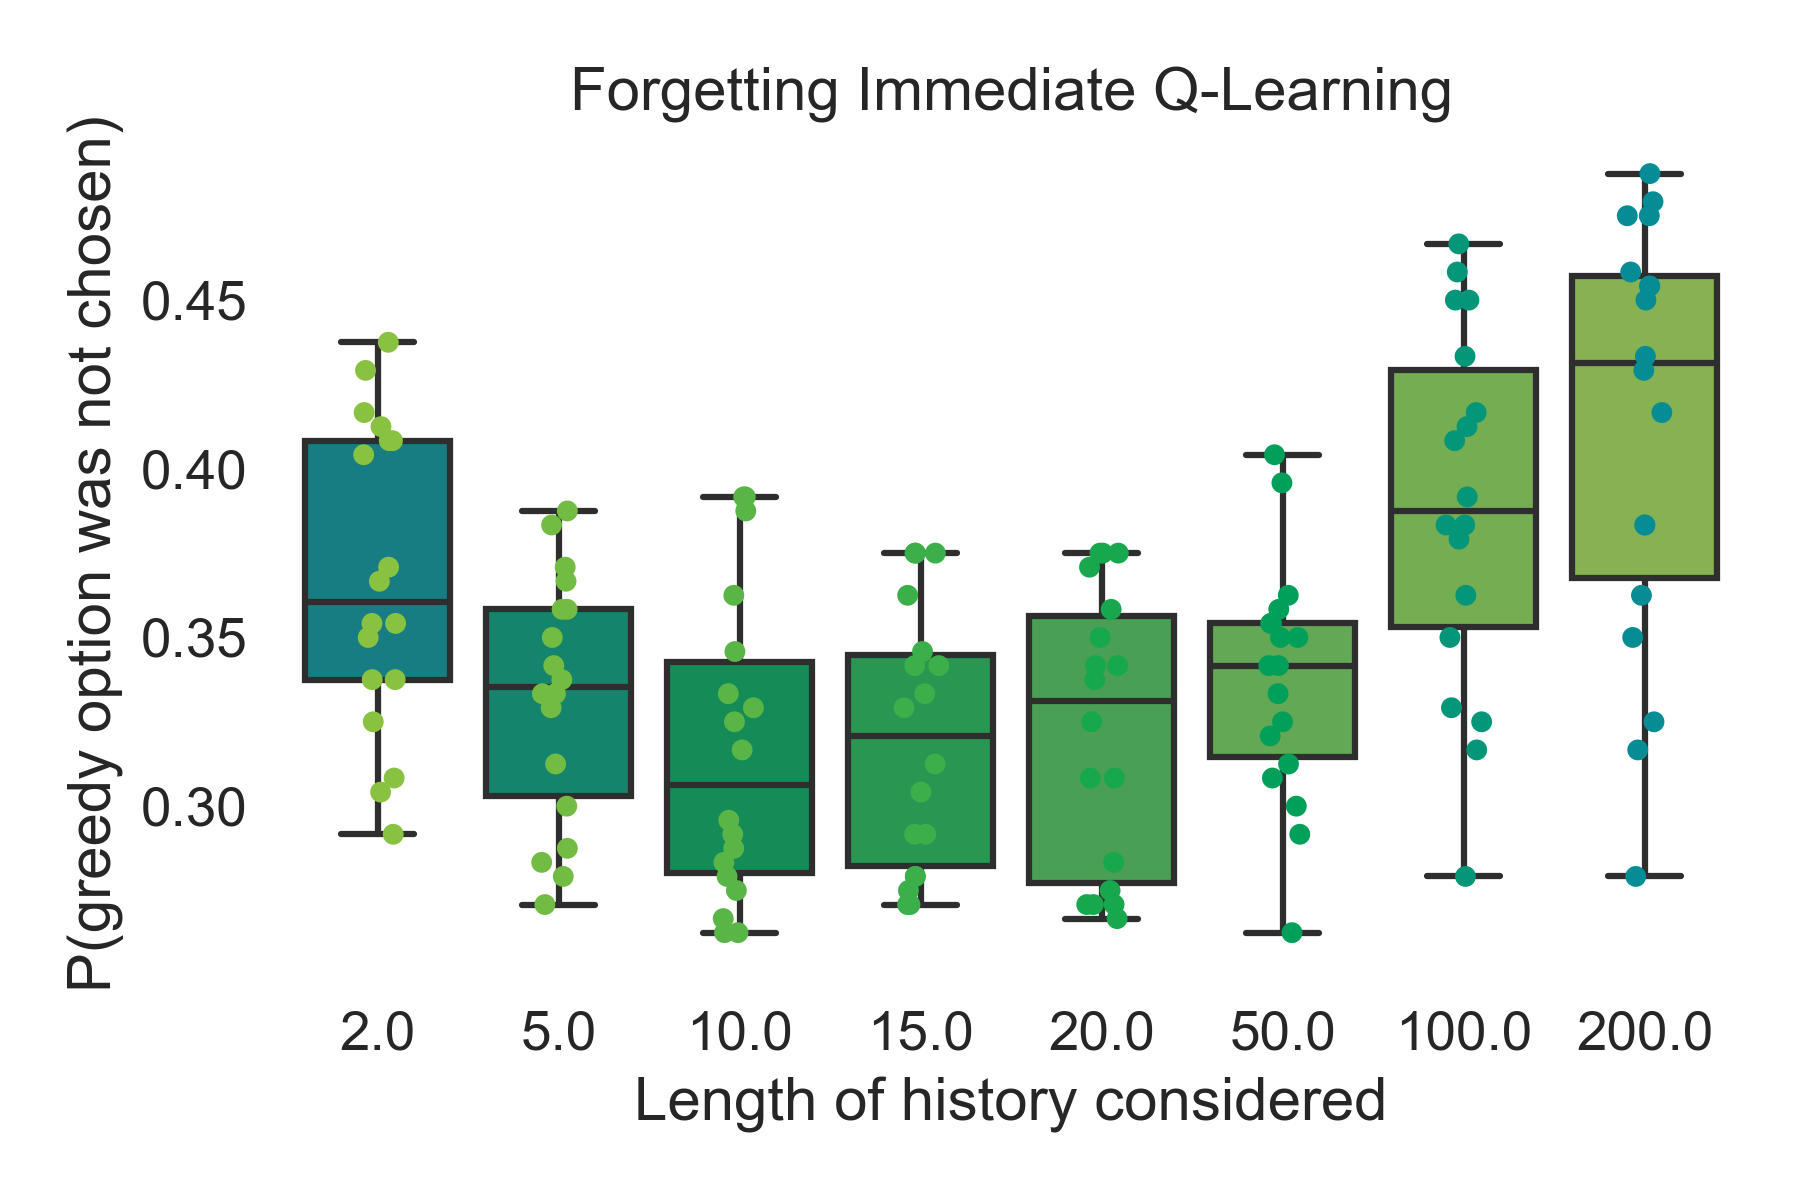 Forgetting Immediate Q-Learning
P(greedy option was not chosen)
0.45
0.40
0.35
0.30
2.0 5.0 10.0 15.0 20.0 50.0 100.0 200.0
Length of history considered